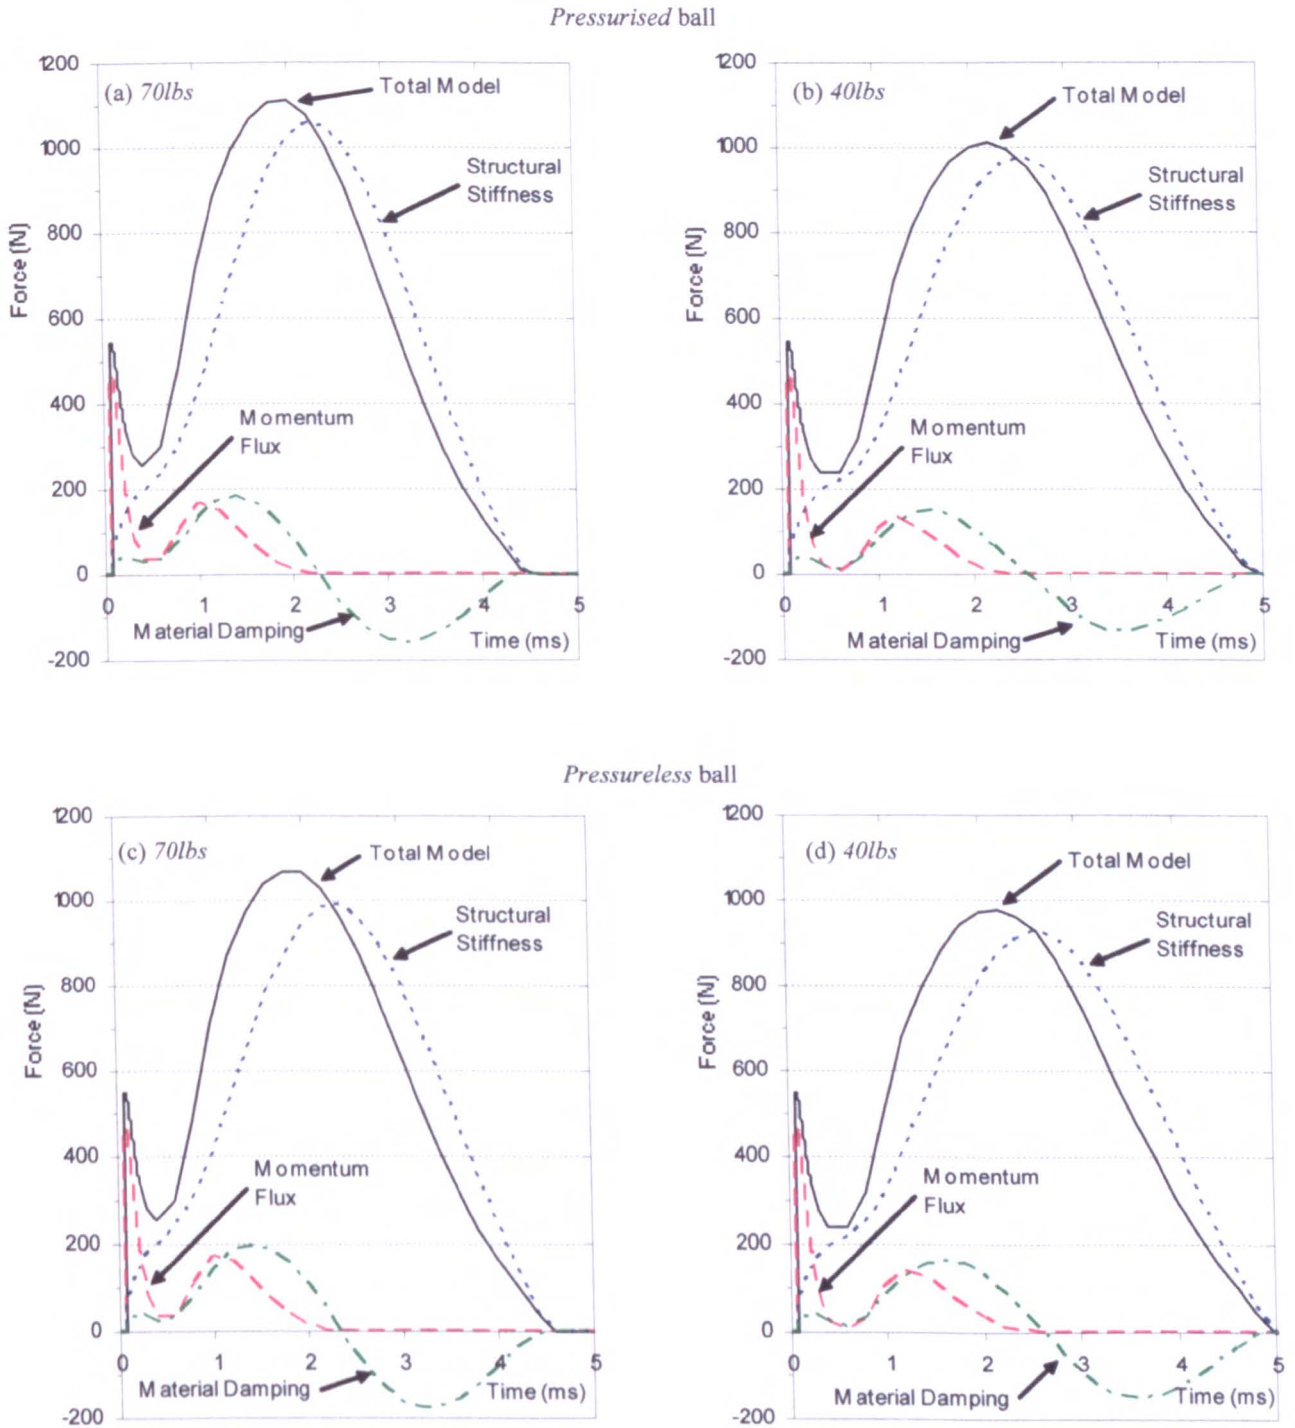 Pressurised ball
1200
1000
800
600
400
200
0
-200
Force (N)
(a) 70lbs
Total Model
Structural
Stiffness
Momentum
Flux
0 1 2 3 4 5
Material Damping
Time (ms)
1200
1000
800
600
400
200
0
-200
Force (N)
(b) 40lbs
Total Model
Structural
Stiffness
Momentum
Flux
0 1 2 3 4 5
Material Damping
Time (ms)
Pressureless ball
1200
1000
800
600
400
200
0
-200
Force (N)
(c) 70lbs
Total Model
Structural
Stiffness
Momentum
Flux
0 1 2 3 4 5
Material Damping
Time (ms)
1200
1000
800
600
400
200
0
-200
Force (N)
(d) 40lbs
Total Model
Structural
Stiffness
Momentum
Flux
0 1 2 3 4 5
Material Damping
Time (ms)